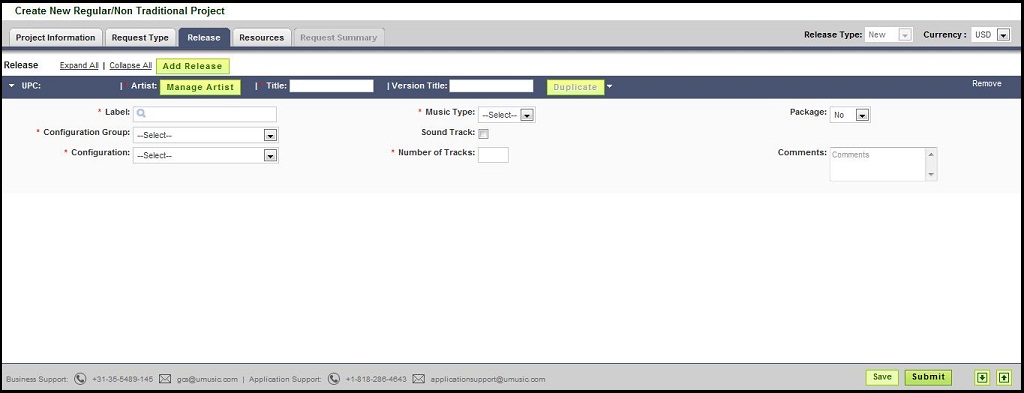 Create New Regular/Non Traditional Project
Project Information Request Type Release Resources Request Summary Release Type: New Currency : USD
Release Expand All | Collapse All Add Release
UPC: | * Artist: Manage Artist | * Title: | Version Title: Duplicate Remove
* Label: * Music Type: --Select-- Package: No
* Configuration Group: --Select-- Sound Track:
* Configuration: --Select-- * Number of Tracks: Comments: Comments
Business Support: +31-35-5489-145 gca@umusic.com | Application Support: +1-818-286-4643 applicationsupport@umusic.com Save Submit